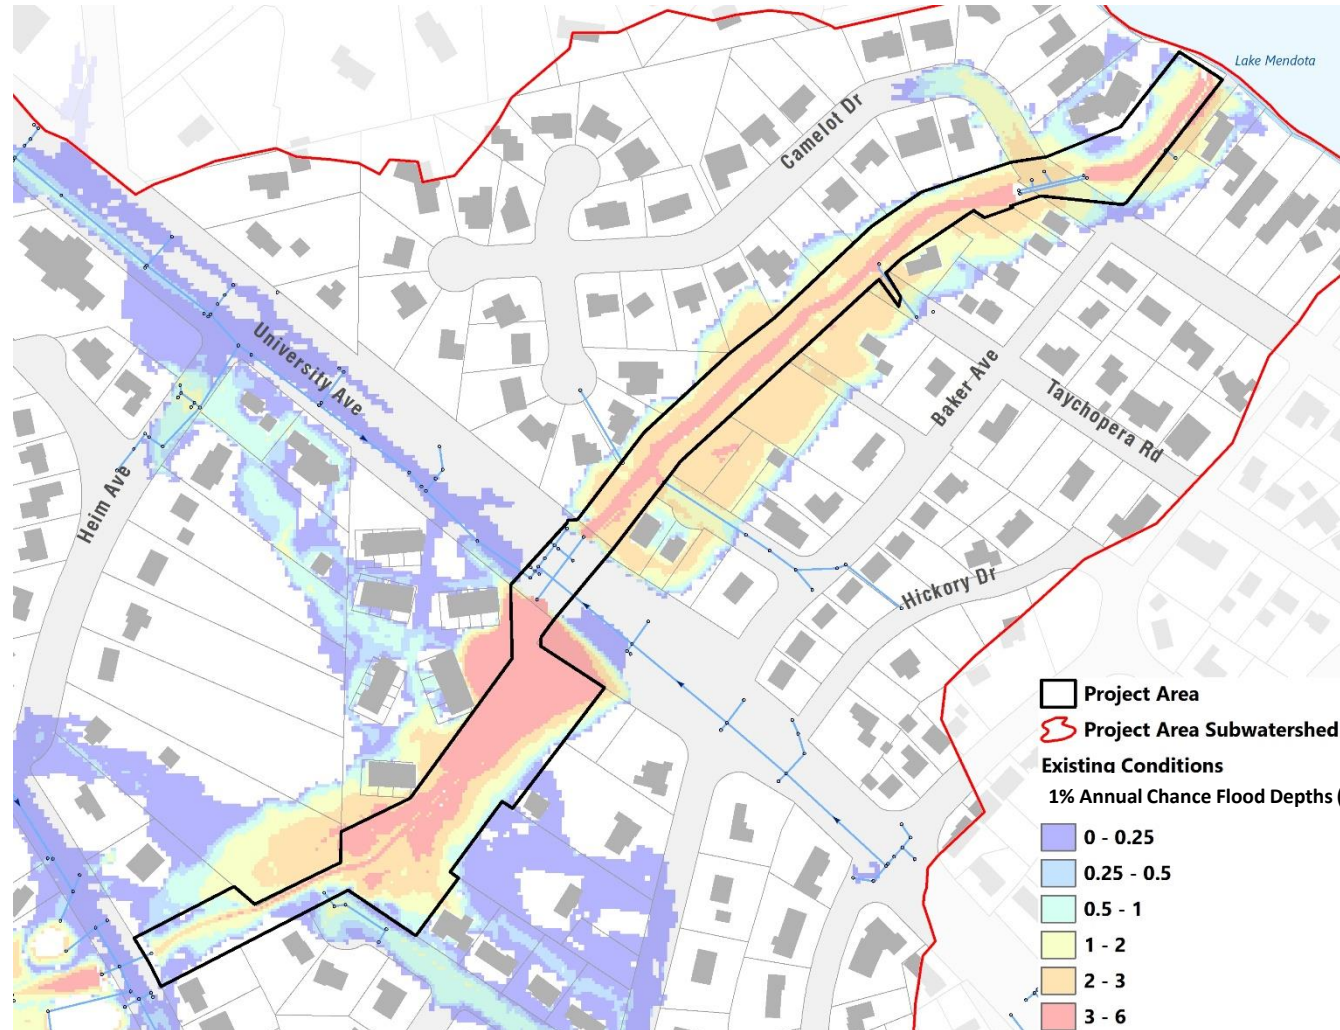 Lake Mendota
Camelot Dr
University Ave
Baker Ave
Taychopera Rd
Heim Ave
Hickory Dr
Project Area
Project Area Subwatershed
Existing Conditions
1% Annual Chance Flood Depths (
0 - 0.25
0.25 - 0.5
0.5 - 1
1 - 2
2 - 3
3 - 6